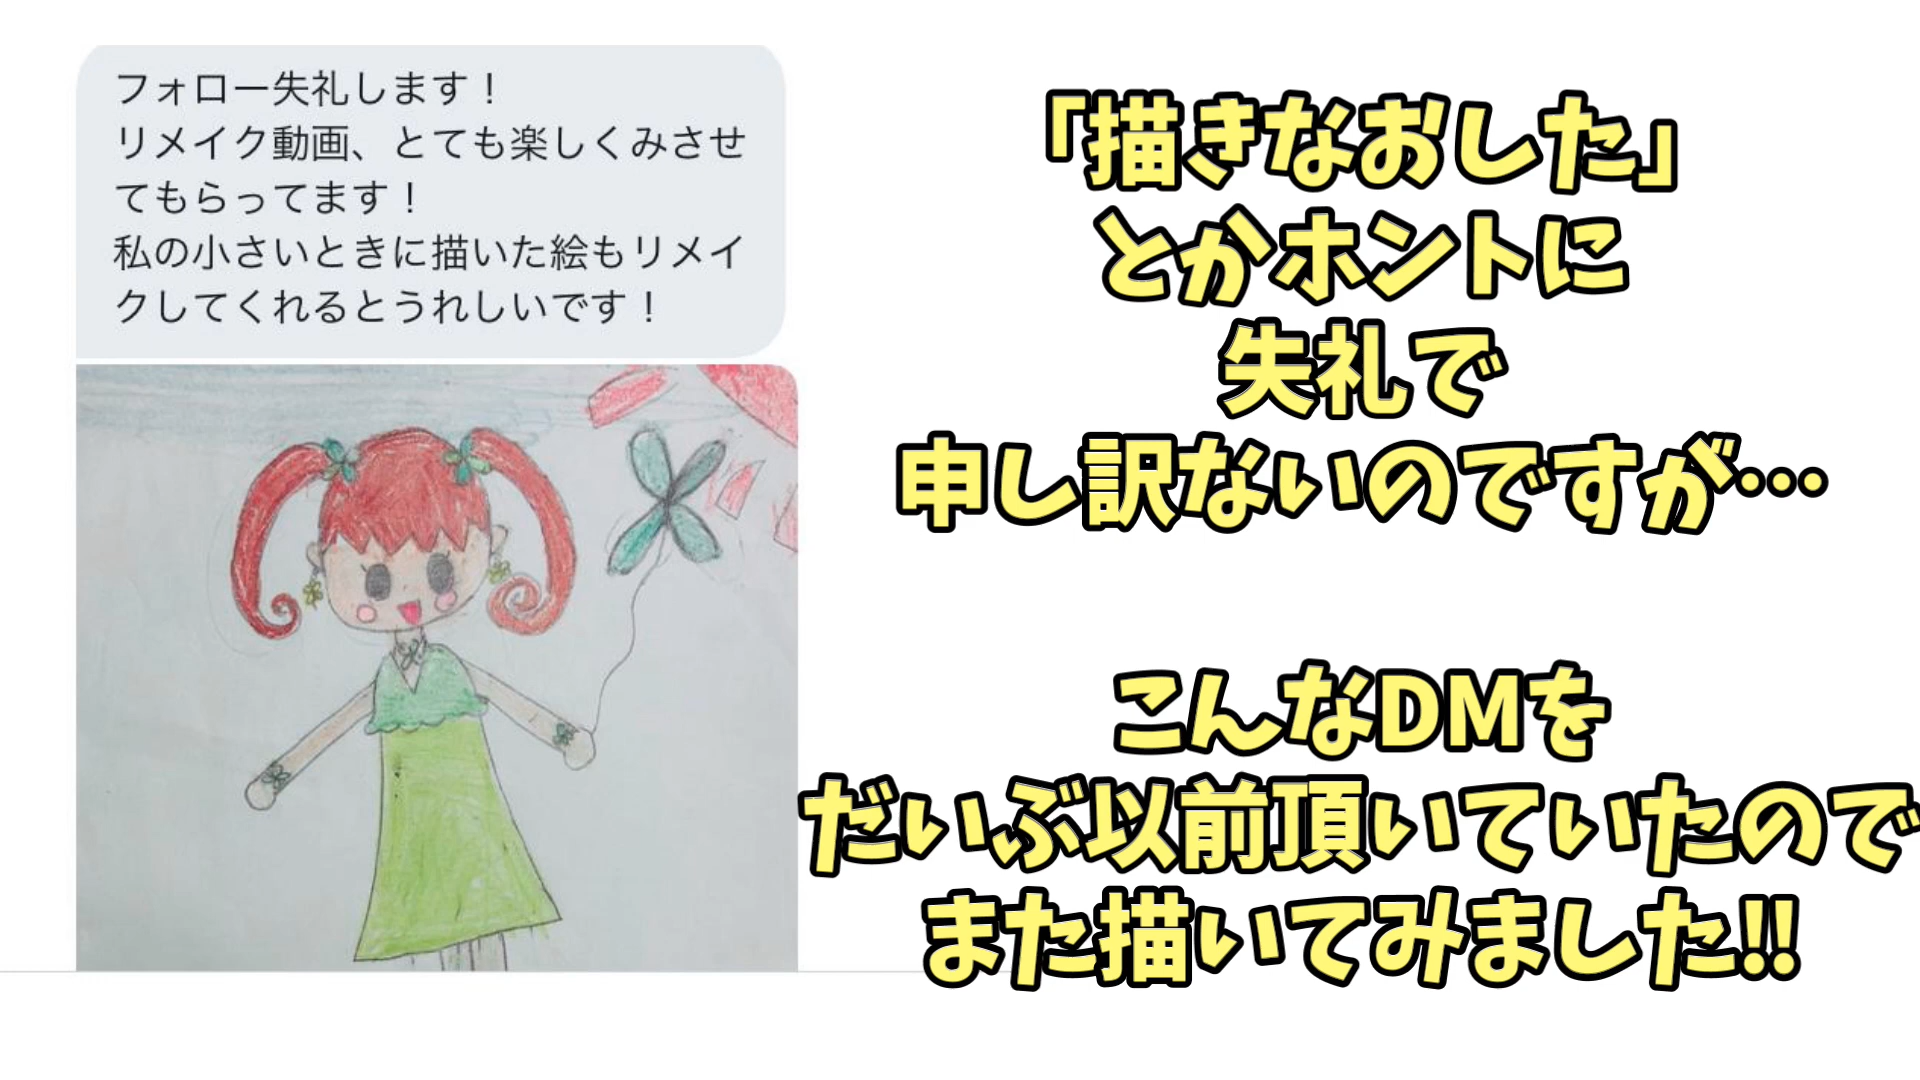 フォロー失礼します！
リメイク動画、とても楽しくみさせ
てもらってます！
私の小さいときに描いた絵もリメイ
クしてくれるとうれしいです！
「描きなおした」
とかホントに
失礼で
申し訳ないのですが…
こんなDMを
だいぶ以前頂いていたので
また描いてみました!!